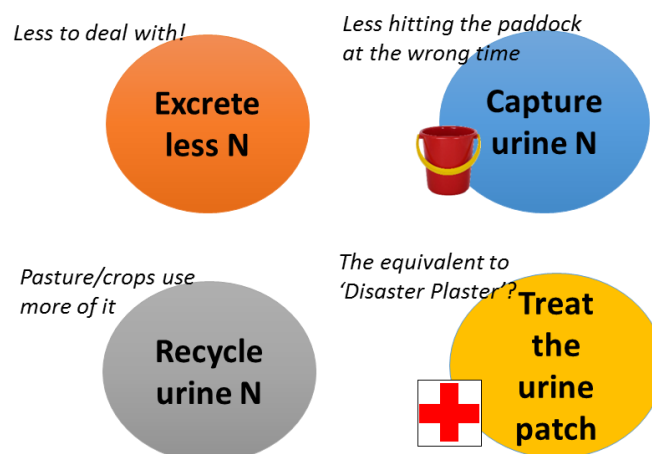 Less to deal with!
Excrete
less N
Less hitting the paddock
at the wrong time
Capture
urine N
Pasture/crops use
more of it
Recycle
urine N
The equivalent to
‘Disaster Plaster’?
Treat
the
urine
patch